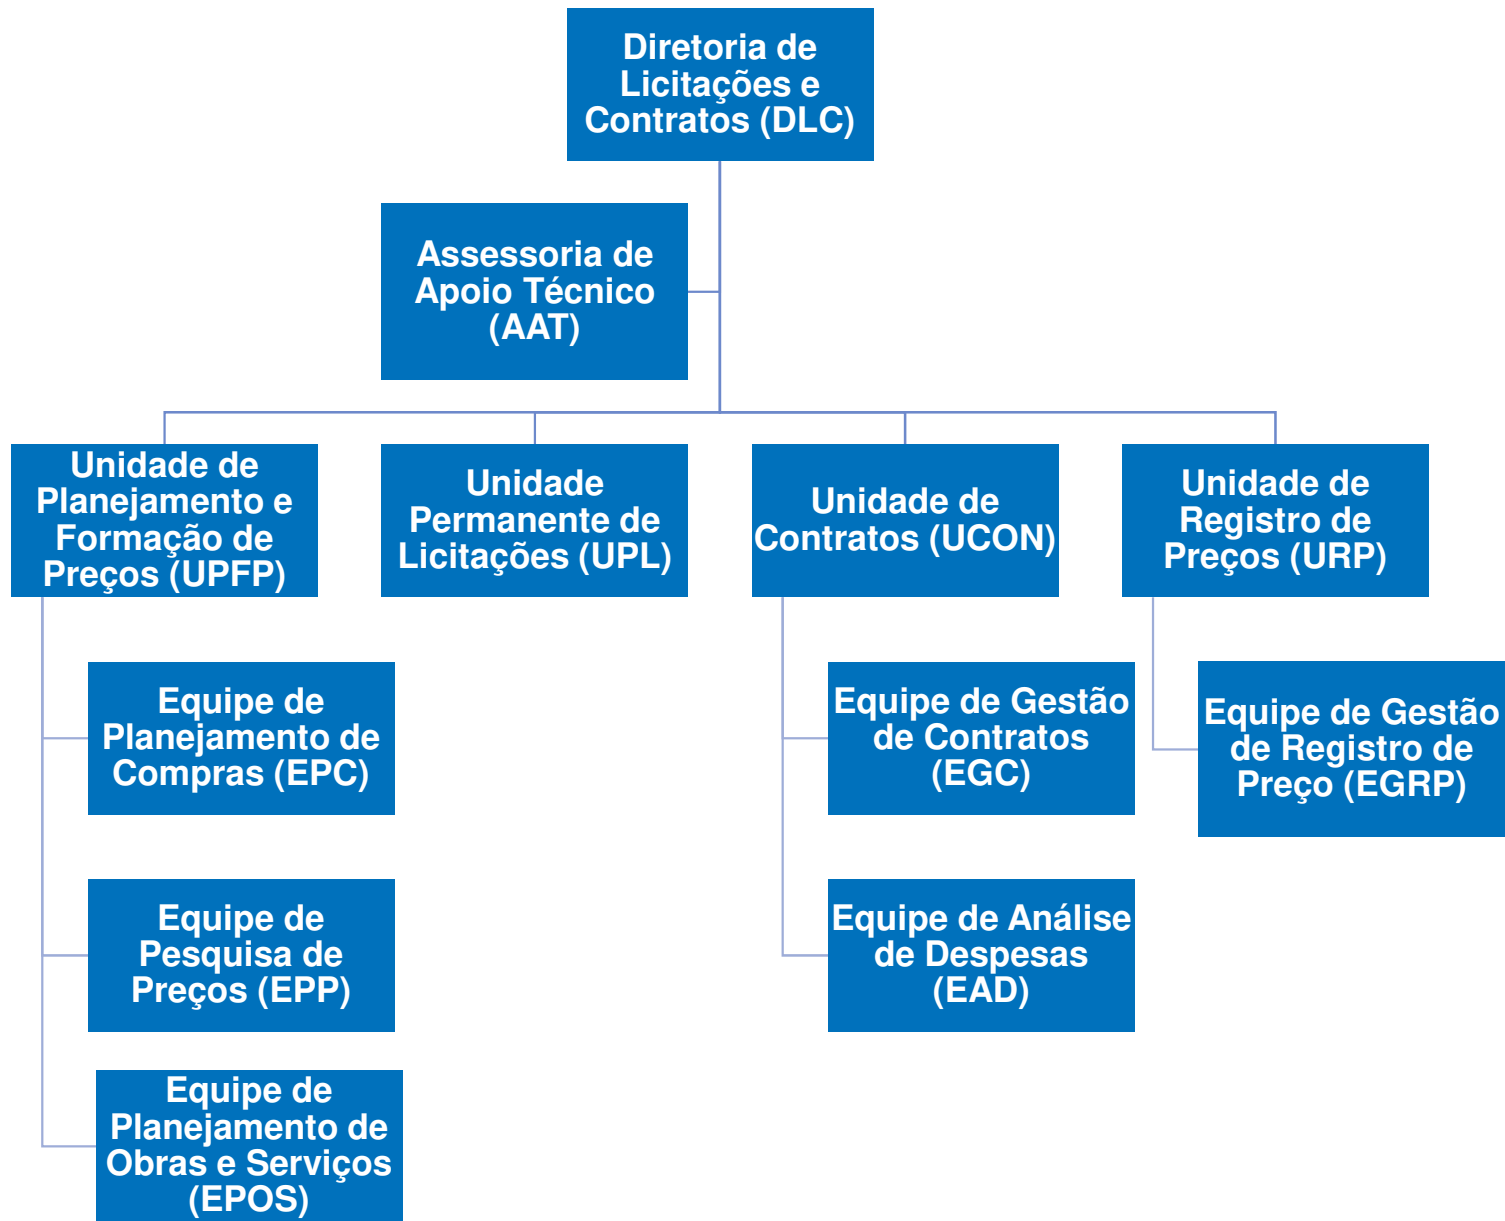 Diretoria de
Licitações e
Contratos (DLC)
Assessoria de
Apoio Técnico
(AAT)
Unidade de
Planejamento e
Formação de
Preços (UPFP)
Unidade
Permanente de
Licitações (UPL)
Unidade de
Contratos (UCON)
Unidade de
Registro de
Preços (URP)
Equipe de
Planejamento de
Compras (EPC)
Equipe de
Pesquisa de
Preços (EPP)
Equipe de
Planejamento de
Obras e Serviços
(EPOS)
Equipe de Gestão
de Contratos
(EGC)
Equipe de Análise
de Despesas
(EAD)
Equipe de Gestão
de Registro de
Preço (EGRP)